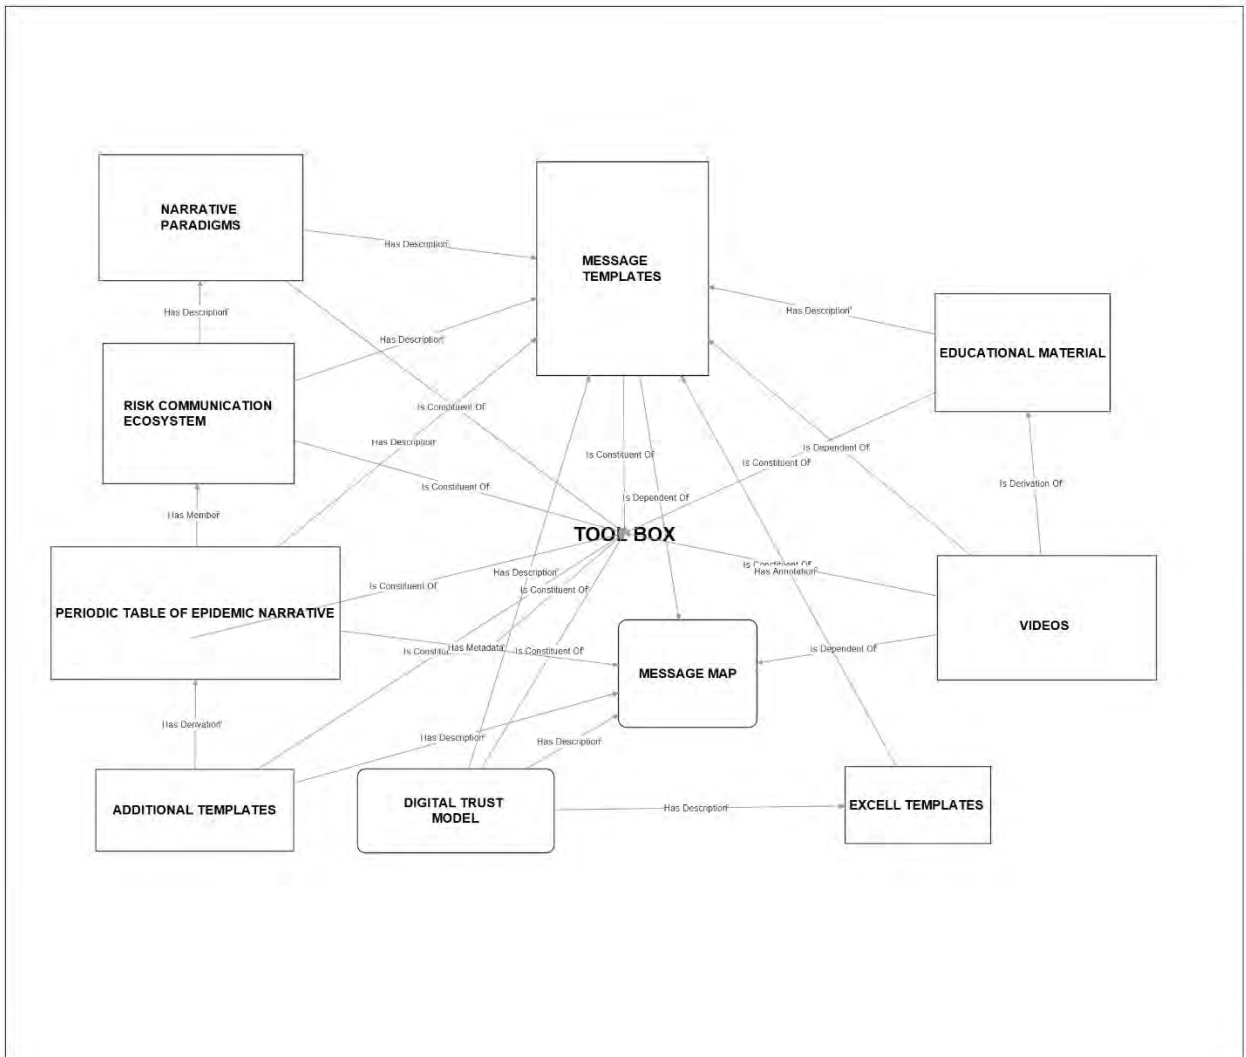 NARRATIVE
PARADIGMS
MESSAGE
TEMPLATES
Has Description
Has Description
Has Description
Has Description
EDUCATIONAL MATERIAL
RISK COMMUNICATION
ECOSYSTEM
Is Constituent Of
Has Description
Is Dependent Of
Is Constituent Of
Is Constituent Of
Is Constituent Of
Is Derivation Of
Is Dependent Of
Has Member
TOOL BOX
Is Constituent Of
Has Annotation
Has Description
Is Constituent Of
Is Constituent Of
PERIODIC TABLE OF EPIDEMIC NARRATIVE
VIDEOS
Is Constitu
Has Metadata
Is Constituent Of
Is Dependent Of
MESSAGE MAP
Has Derivation
Has Description
Has Description
ADDITIONAL TEMPLATES
DIGITAL TRUST
MODEL
Has Description
EXCELL TEMPLATES